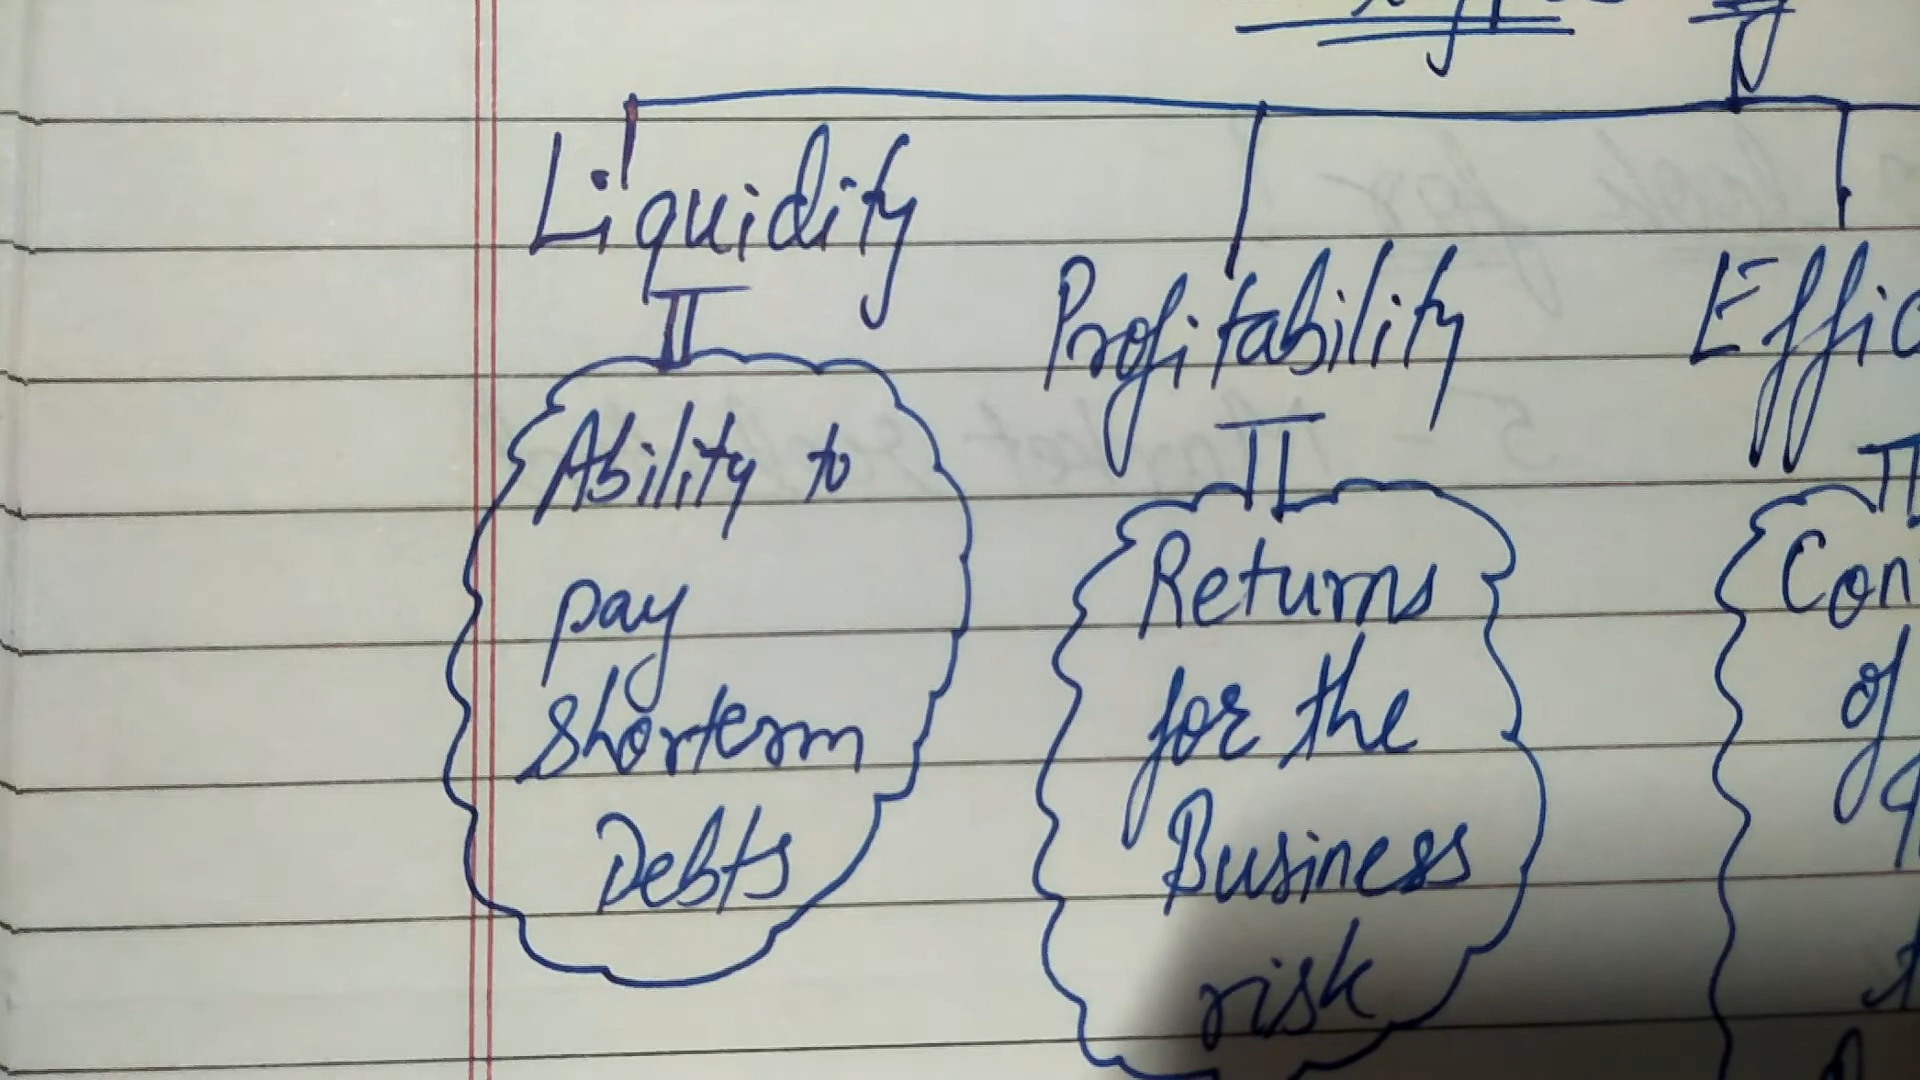 Liquidity
Ability to
pay
shorterm
Debts
Profitability
Returns
for the
Business
risk
Effic
Con
of